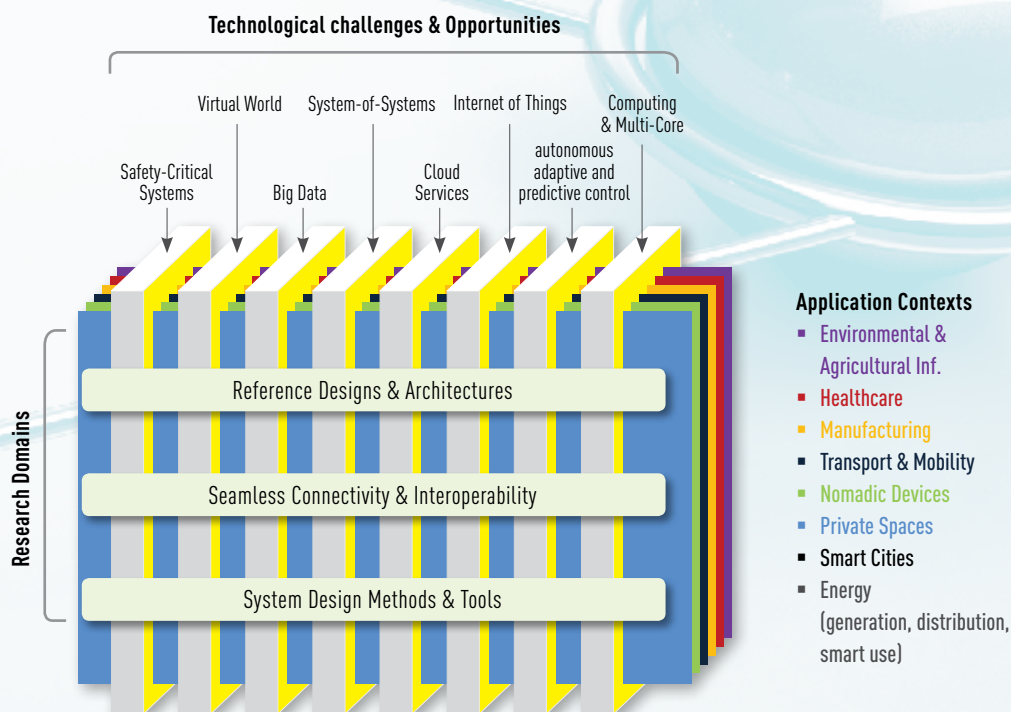 Technological challenges & Opportunities
Virtual World
System-of-Systems
Internet of Things
Computing
& Multi-Core
Safety-Critical
Systems
Big Data
Cloud
Services
autonomous
adaptive and
predictive control
Research Domains
Reference Designs & Architectures
Seamless Connectivity & Interoperability
System Design Methods & Tools
Application Contexts
Environmental &
Agricultural Inf.
Healthcare
Manufacturing
Transport & Mobility
Nomadic Devices
Private Spaces
Smart Cities
Energy
(generation, distribution,
smart use)